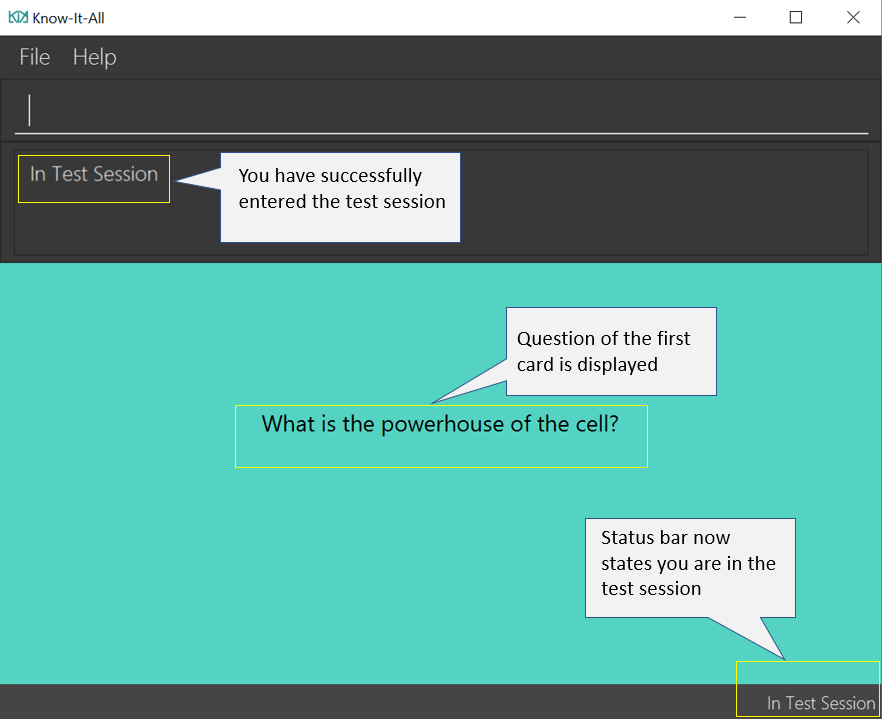 Know-It-All
File Help
In Test Session
You have successfully
entered the test session
Question of the first
card is displayed
What is the powerhouse of the cell?
Status bar now
states you are in the
test session
In Test Session